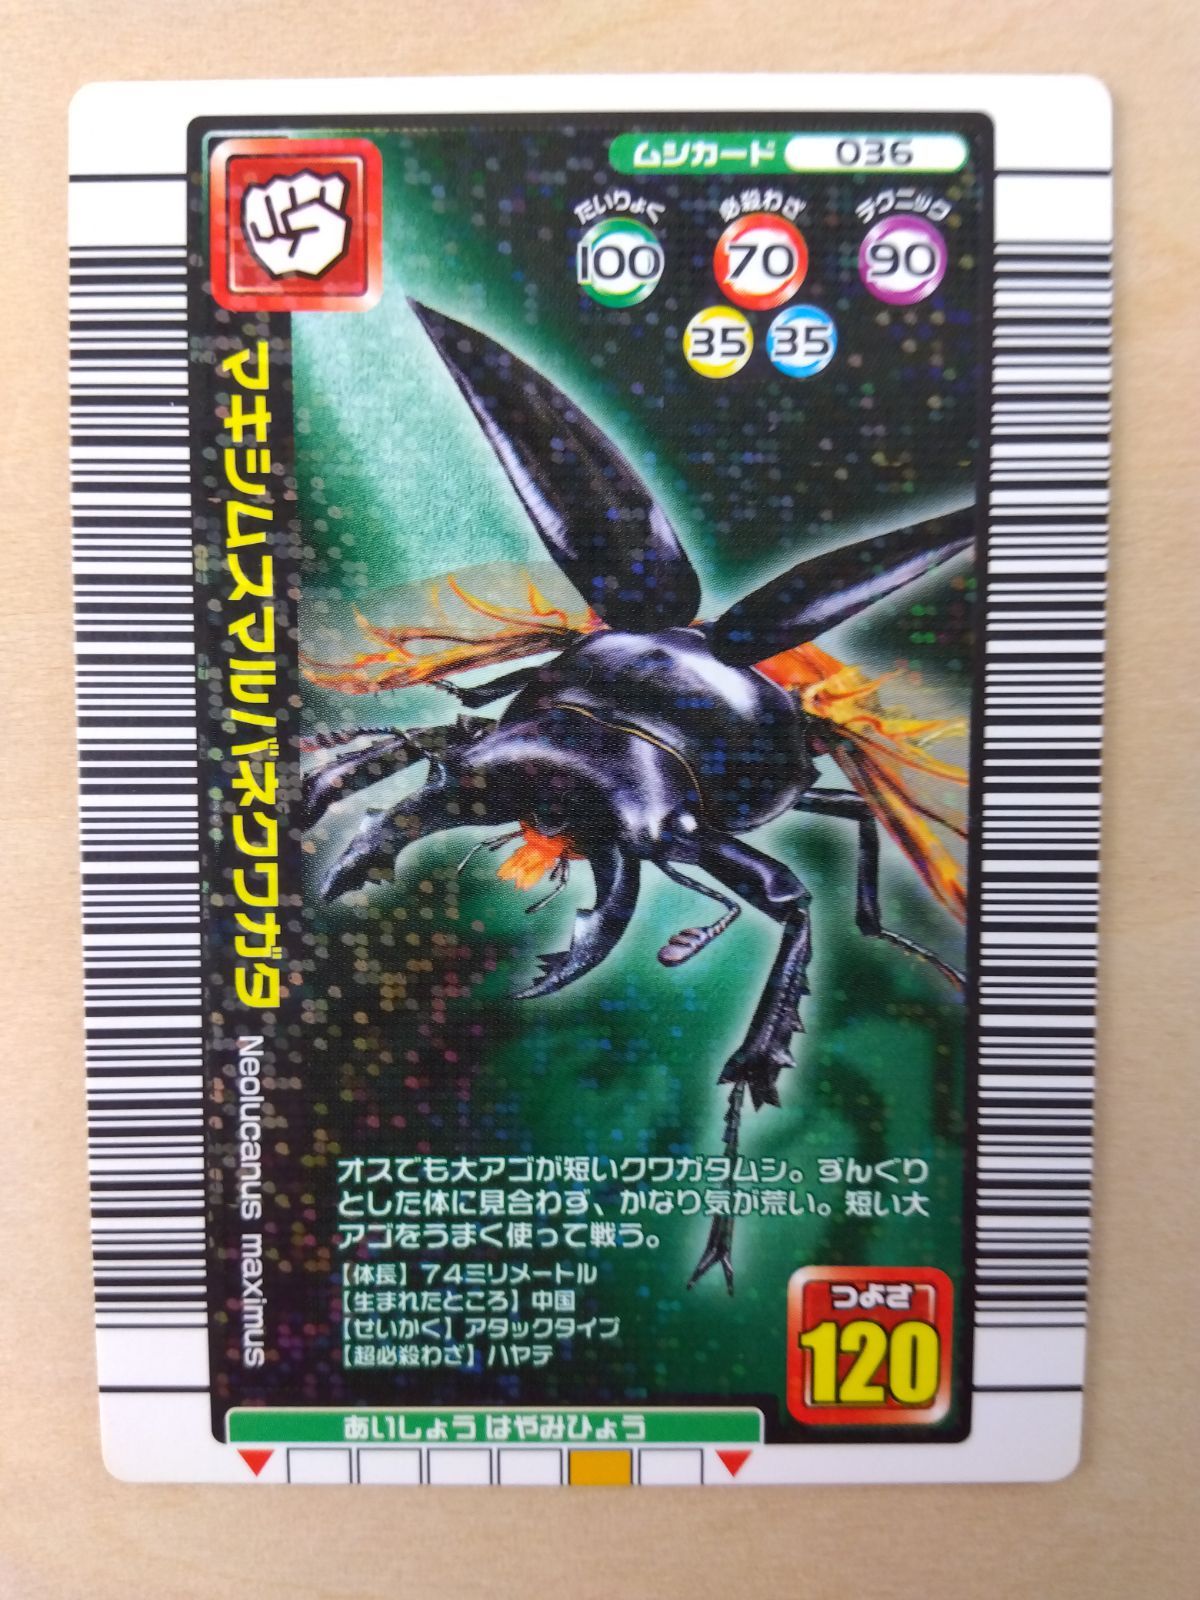 ムシカード 036
たいりょく 必殺わざ テクニック
100 70 90
35 35
マキシムスマルバネクワガタ
Neolucanus maximus
オスでも大アゴが短いクワガタムシ。ずんぐり
とした体に見合わず、かなり気が荒い。短い大
アゴをうまく使って戦う。
【体長】74ミリメートル
【生まれたところ】中国
【せいかく】アタックタイプ
【超必殺わざ】ハヤテ
つよさ
120
あいしょう はやみひょう